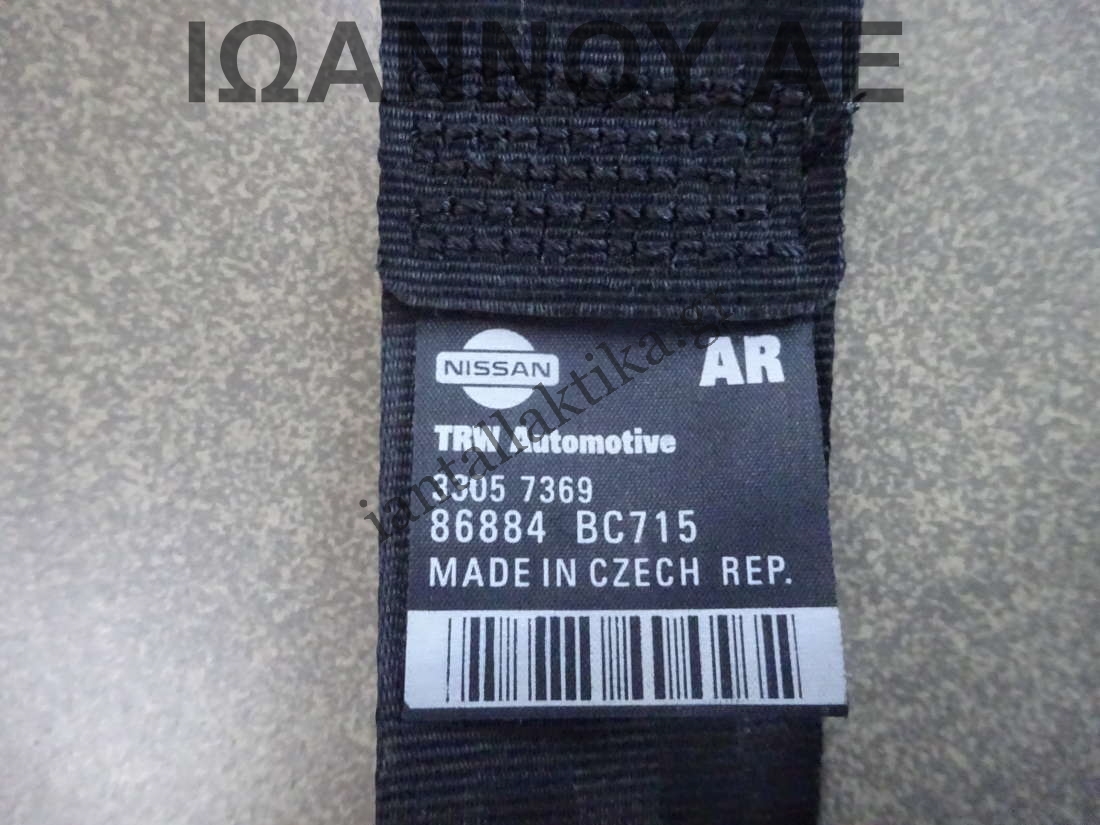 ΙΩΑΝΝΟΥ ΑΕ
NISSAN
AR
TRW Automotive
3305 7369
86884 BC715
MADE IN CZECH REP.